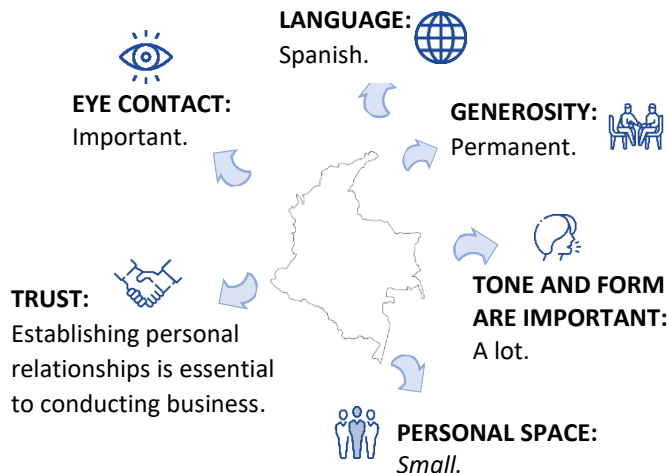 LANGUAGE:
Spanish.
EYE CONTACT:
Important.
GENEROSITY:
Permanent.
TRUST:
Establishing personal
relationships is essential
to conducting business.
TONE AND FORM
ARE IMPORTANT:
A lot.
PERSONAL SPACE:
Small.